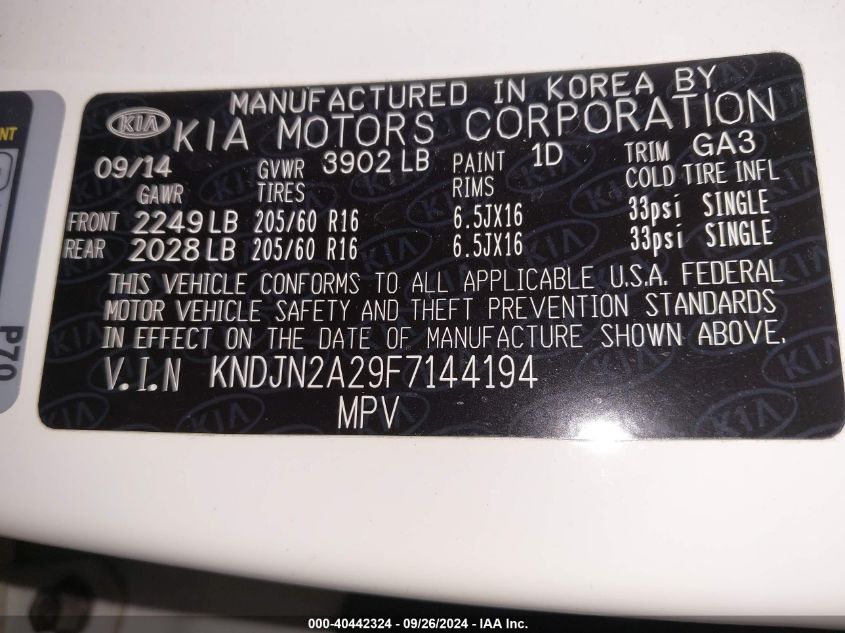 MANUFACTURED IN KOREA BY
KIA KIA MOTORS CORPORATION
09/14 GVWR 3902 LB PAINT 1D TRIM GA3
GAWR TIRES RIMS COLD TIRE INFL
FRONT 2249 LB 205/60 R16 6.5JX16 33psi SINGLE
REAR 2028 LB 205/60 R16 6.5JX16 33psi SINGLE
THIS VEHICLE CONFORMS TO ALL APPLICABLE U.S.A. FEDERAL
MOTOR VEHICLE SAFETY AND THEFT PREVENTION STANDARDS
IN EFFECT ON THE DATE OF MANUFACTURE SHOWN ABOVE.
V.I.N KNDJN2A29F7144194
MPV
P70
000-40442324 - 09/26/2024 - IAA Inc.